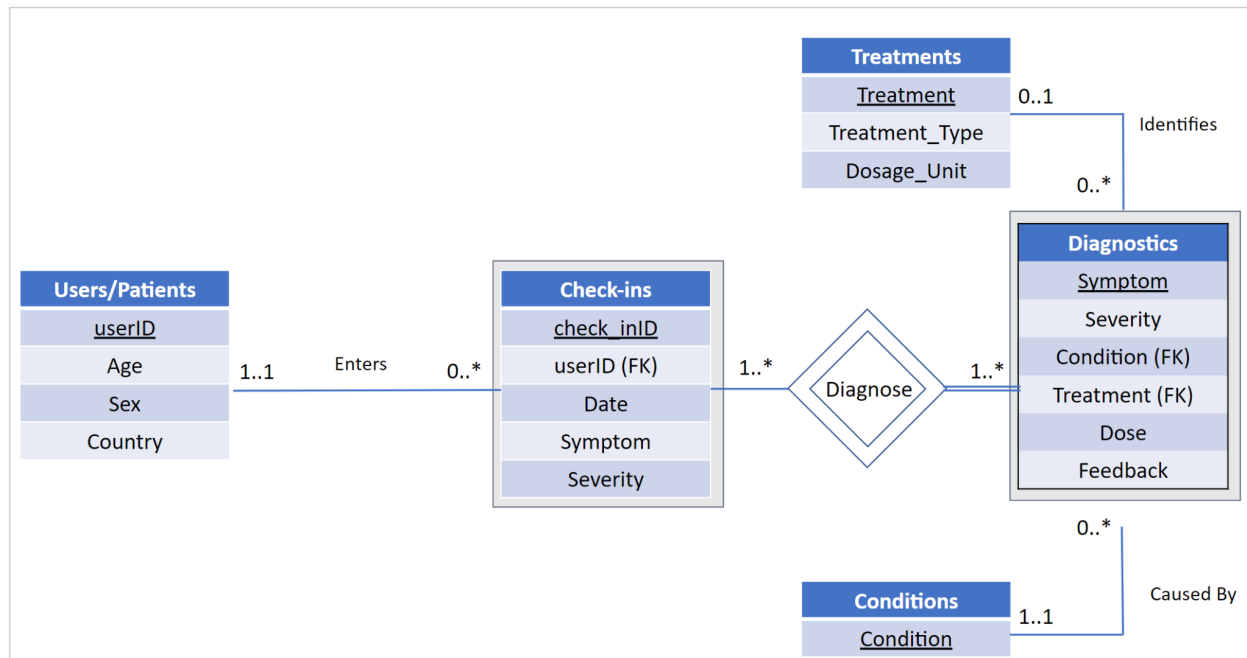 Treatments
Treatment
Treatment_Type
Dosage_Unit
0..1
Identifies
0..*
Users/Patients
userID
Age
Sex
Country
1..1
Enters
0..*
Check-ins
check_inID
userID (FK)
Date
Symptom
Severity
1..*
Diagnose
1..*
Diagnostics
Symptom
Severity
Condition (FK)
Treatment (FK)
Dose
Feedback
0..*
Caused By
1..1
Conditions
Condition